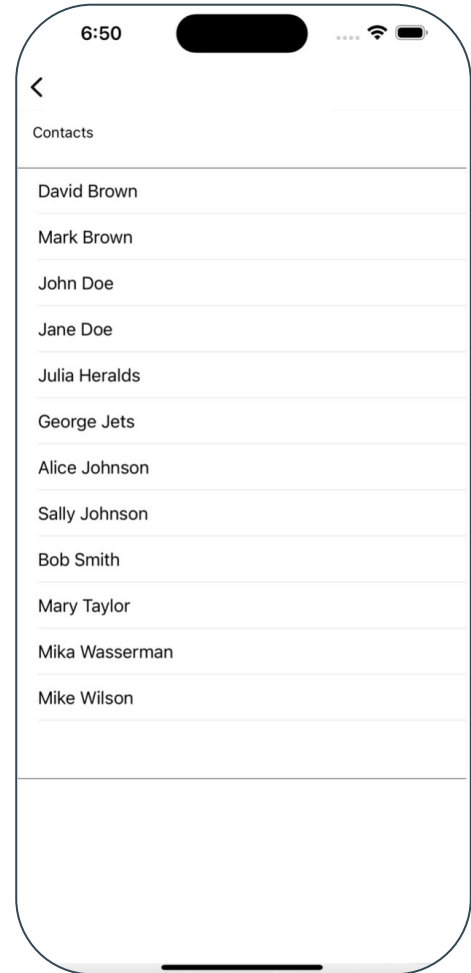 6:50
Contacts
David Brown
Mark Brown
John Doe
Jane Doe
Julia Heralds
George Jets
Alice Johnson
Sally Johnson
Bob Smith
Mary Taylor
Mika Wasserman
Mike Wilson